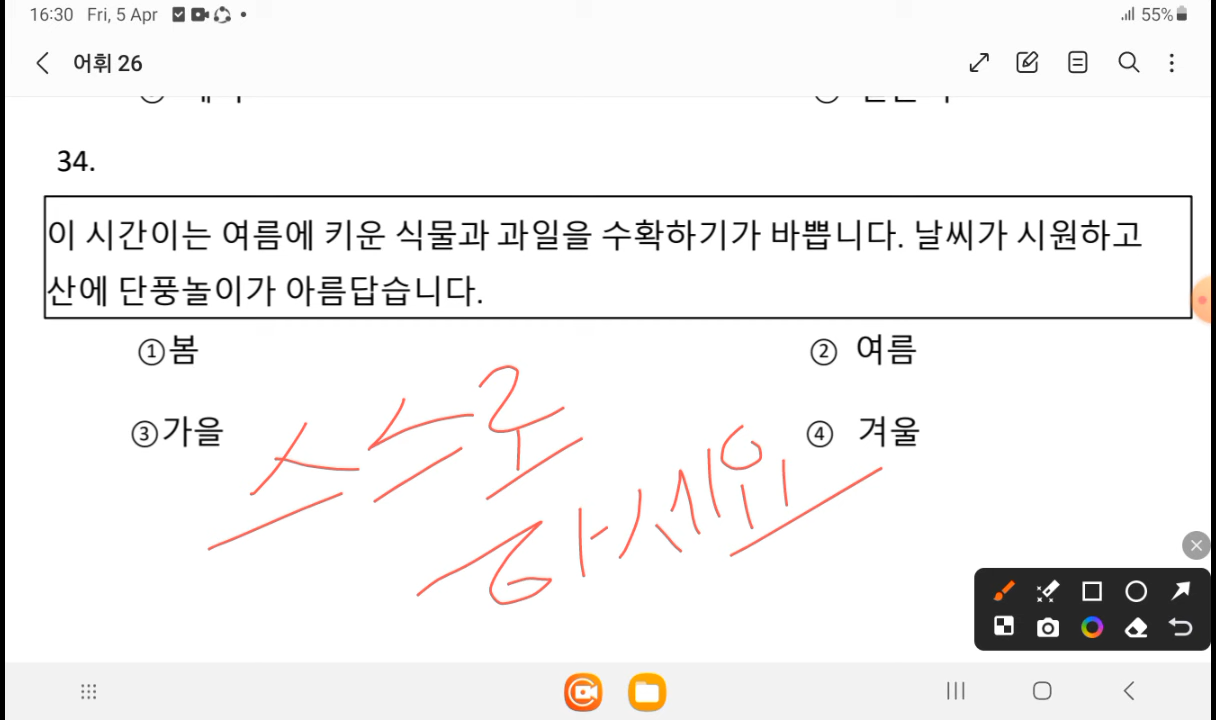 16:30 Fri, 5 Apr 55%
어휘 26
34.
이 시간이는 여름에 키운 식물과 과일을 수확하기가 바쁩니다. 날씨가 시원하고
산에 단풍놀이가 아름답습니다.
①봄 ② 여름
③가을 ④ 겨울
스스로
하세요